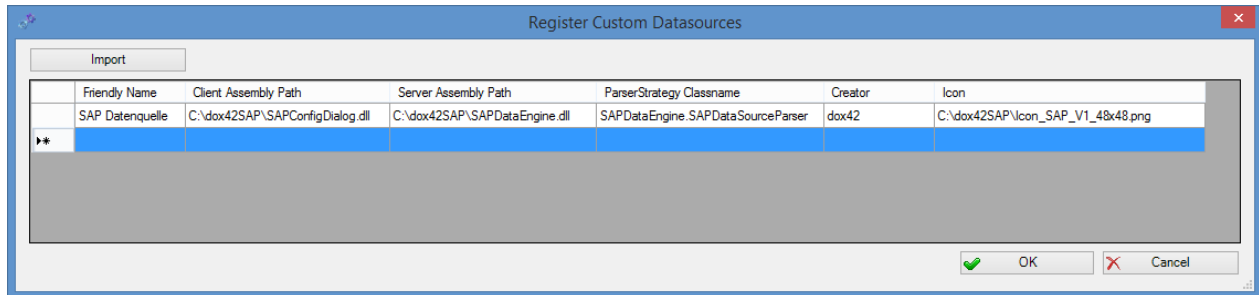 Register Custom Datasources
Import
Friendly Name Client Assembly Path Server Assembly Path ParserStrategy Classname Creator Icon
SAP Datenquelle C:\dox42SAP\SAPConfigDialog.dll C:\dox42SAP\SAPDataEngine.dll SAPDataEngine.SAPDataSourceParser dox42 C:\dox42SAP\Icon_SAP_V1_48x48.png
OK Cancel